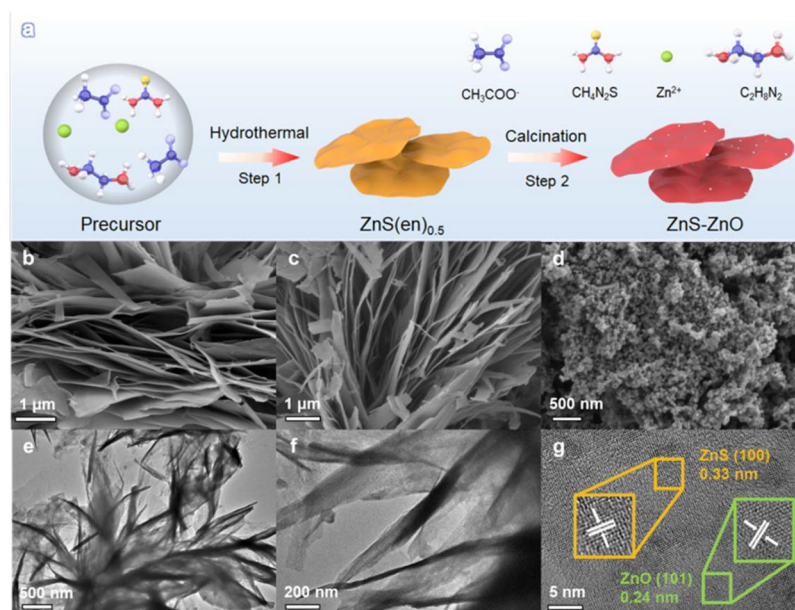 a
CH₃COO⁻ CH₄N₂S Zn²⁺ C₂H₈N₂
Hydrothermal Calcination
Step 1 Step 2
Precursor ZnS(en)₀.₅ ZnS-ZnO
b c d
1 μm 1 μm 500 nm
e f g
ZnS (100)
0.33 nm
ZnO (101)
0.24 nm
500 nm 200 nm 5 nm